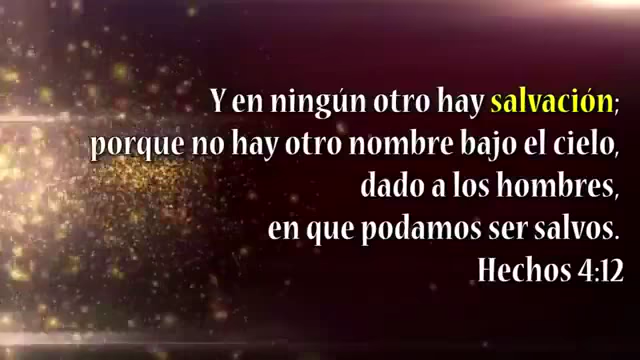 Y en ningún otro hay salvación;
porque no hay otro nombre bajo el cielo,
dado a los hombres,
en que podamos ser salvos.
Hechos 4:12